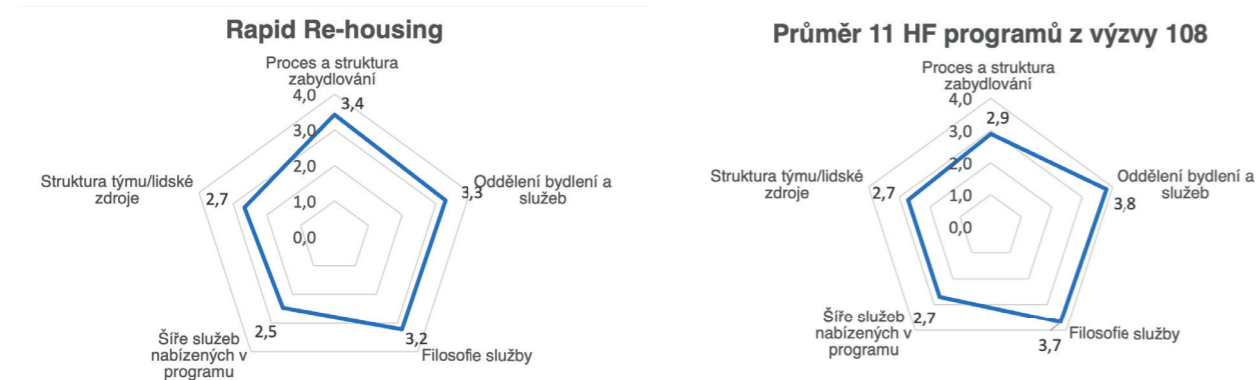 Rapid Re-housing
Proces a struktura
zabydlování
4,0
3,4
3,0
2,0
1,0
0,0
Struktura týmu/lidské
zdroje
2,7
Oddělení bydlení a
služeb
3,3
Šíře služeb
nabízených v
programu
2,5
3,2
Filosofie služby
Průměr 11 HF programů z výzvy 108
Proces a struktura
zabydlování
4,0
2,9
3,0
2,0
1,0
0,0
Struktura týmu/lidské
zdroje
2,7
Oddělení bydlení a
služeb
3,8
Šíře služeb
nabízených v
programu
2,7
3,7
Filosofie služby